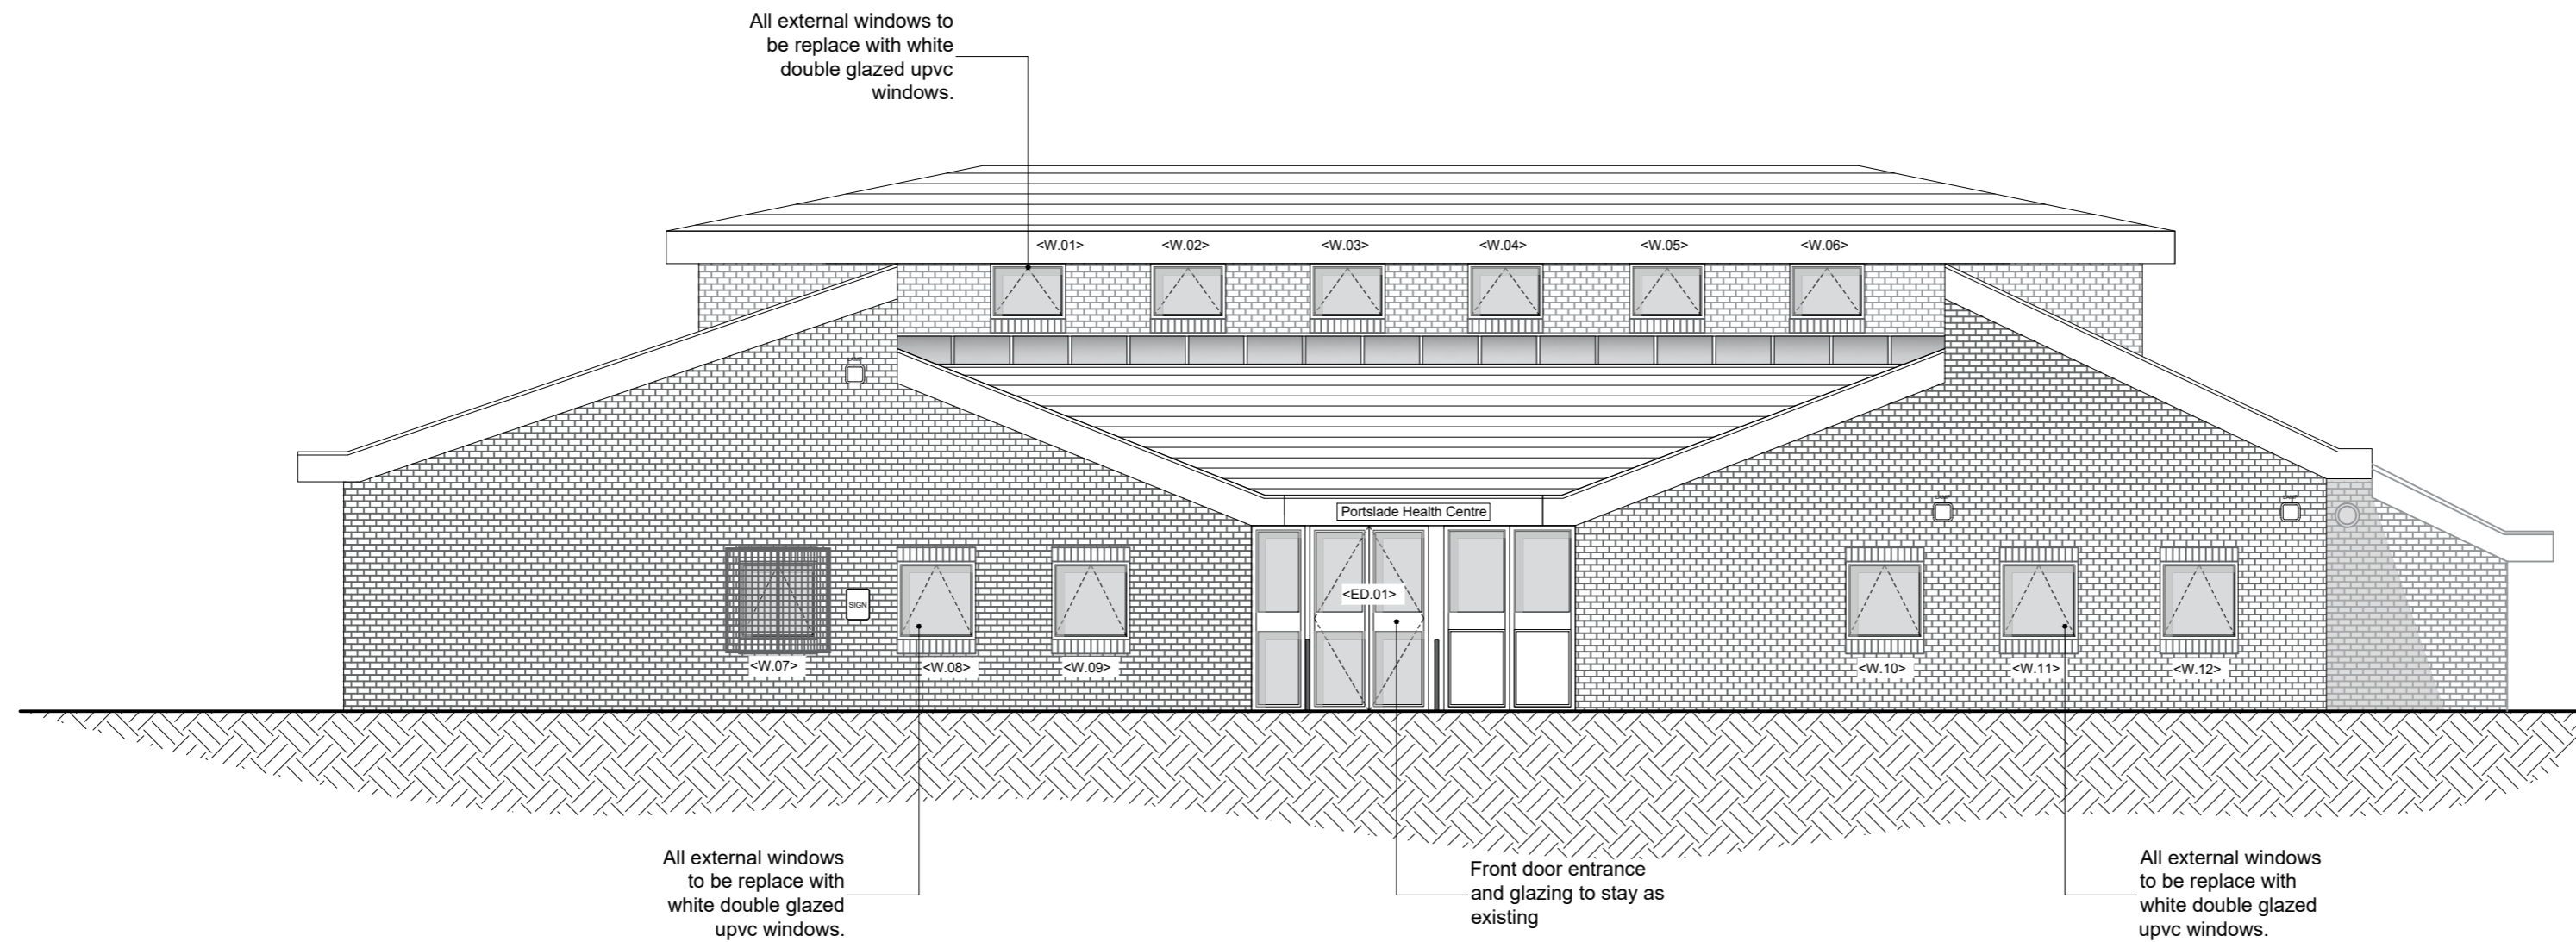 All external windows to
be replace with white
double glazed upvc
windows.
<W.01>
<W.02>
<W.03>
<W.04>
<W.05>
<W.06>
Portslade Health Centre
<ED.01>
SIGN
<W.07>
<W.08>
<W.09>
<W.10>
<W.11>
<W.12>
All external windows
to be replace with
white double glazed
upvc windows.
Front door entrance
and glazing to stay as
existing
All external windows
to be replace with
white double glazed
upvc windows.